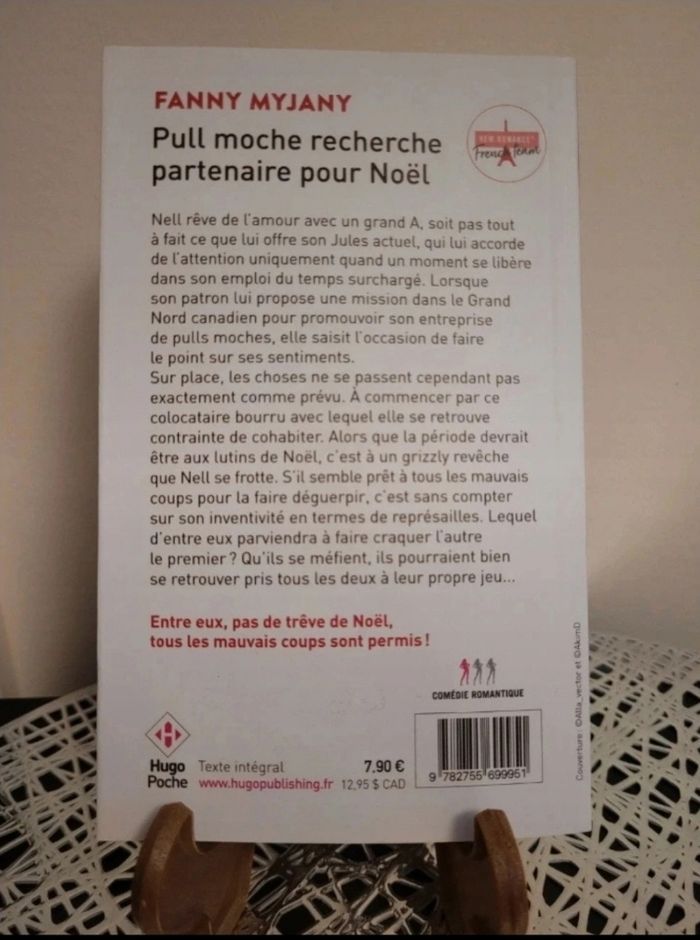 FANNY MYJANY
Pull moche recherche
partenaire pour Noël
NEW ROMANCE
French Team
Nell rêve de l'amour avec un grand A, soit pas tout
à fait ce que lui offre son Jules actuel, qui lui accorde
de l'attention uniquement quand un moment se libère
dans son emploi du temps surchargé. Lorsque
son patron lui propose une mission dans le Grand
Nord canadien pour promouvoir son entreprise
de pulls moches, elle saisit l'occasion de faire
le point sur ses sentiments.
Sur place, les choses ne se passent cependant pas
exactement comme prévu. À commencer par ce
colocataire bourru avec lequel elle se retrouve
contrainte de cohabiter. Alors que la période devrait
être aux lutins de Noël, c'est à un grizzly revêche
que Nell se frotte. S'il semble prêt à tous les mauvais
coups pour la faire déguerpir, c'est sans compter
sur son inventivité en termes de représailles. Lequel
d'entre eux parviendra à faire craquer l'autre
le premier ? Qu'ils se méfient, ils pourraient bien
se retrouver pris tous les deux à leur propre jeu...
Entre eux, pas de trêve de Noël,
tous les mauvais coups sont permis !
COMÉDIE ROMANTIQUE
Hugo
Poche
Texte intégral
www.hugopublishing.fr
7,90 €
12,95 $ CAD
9 782755 699951
Couverture : ©Alla_vector et ©AkimD